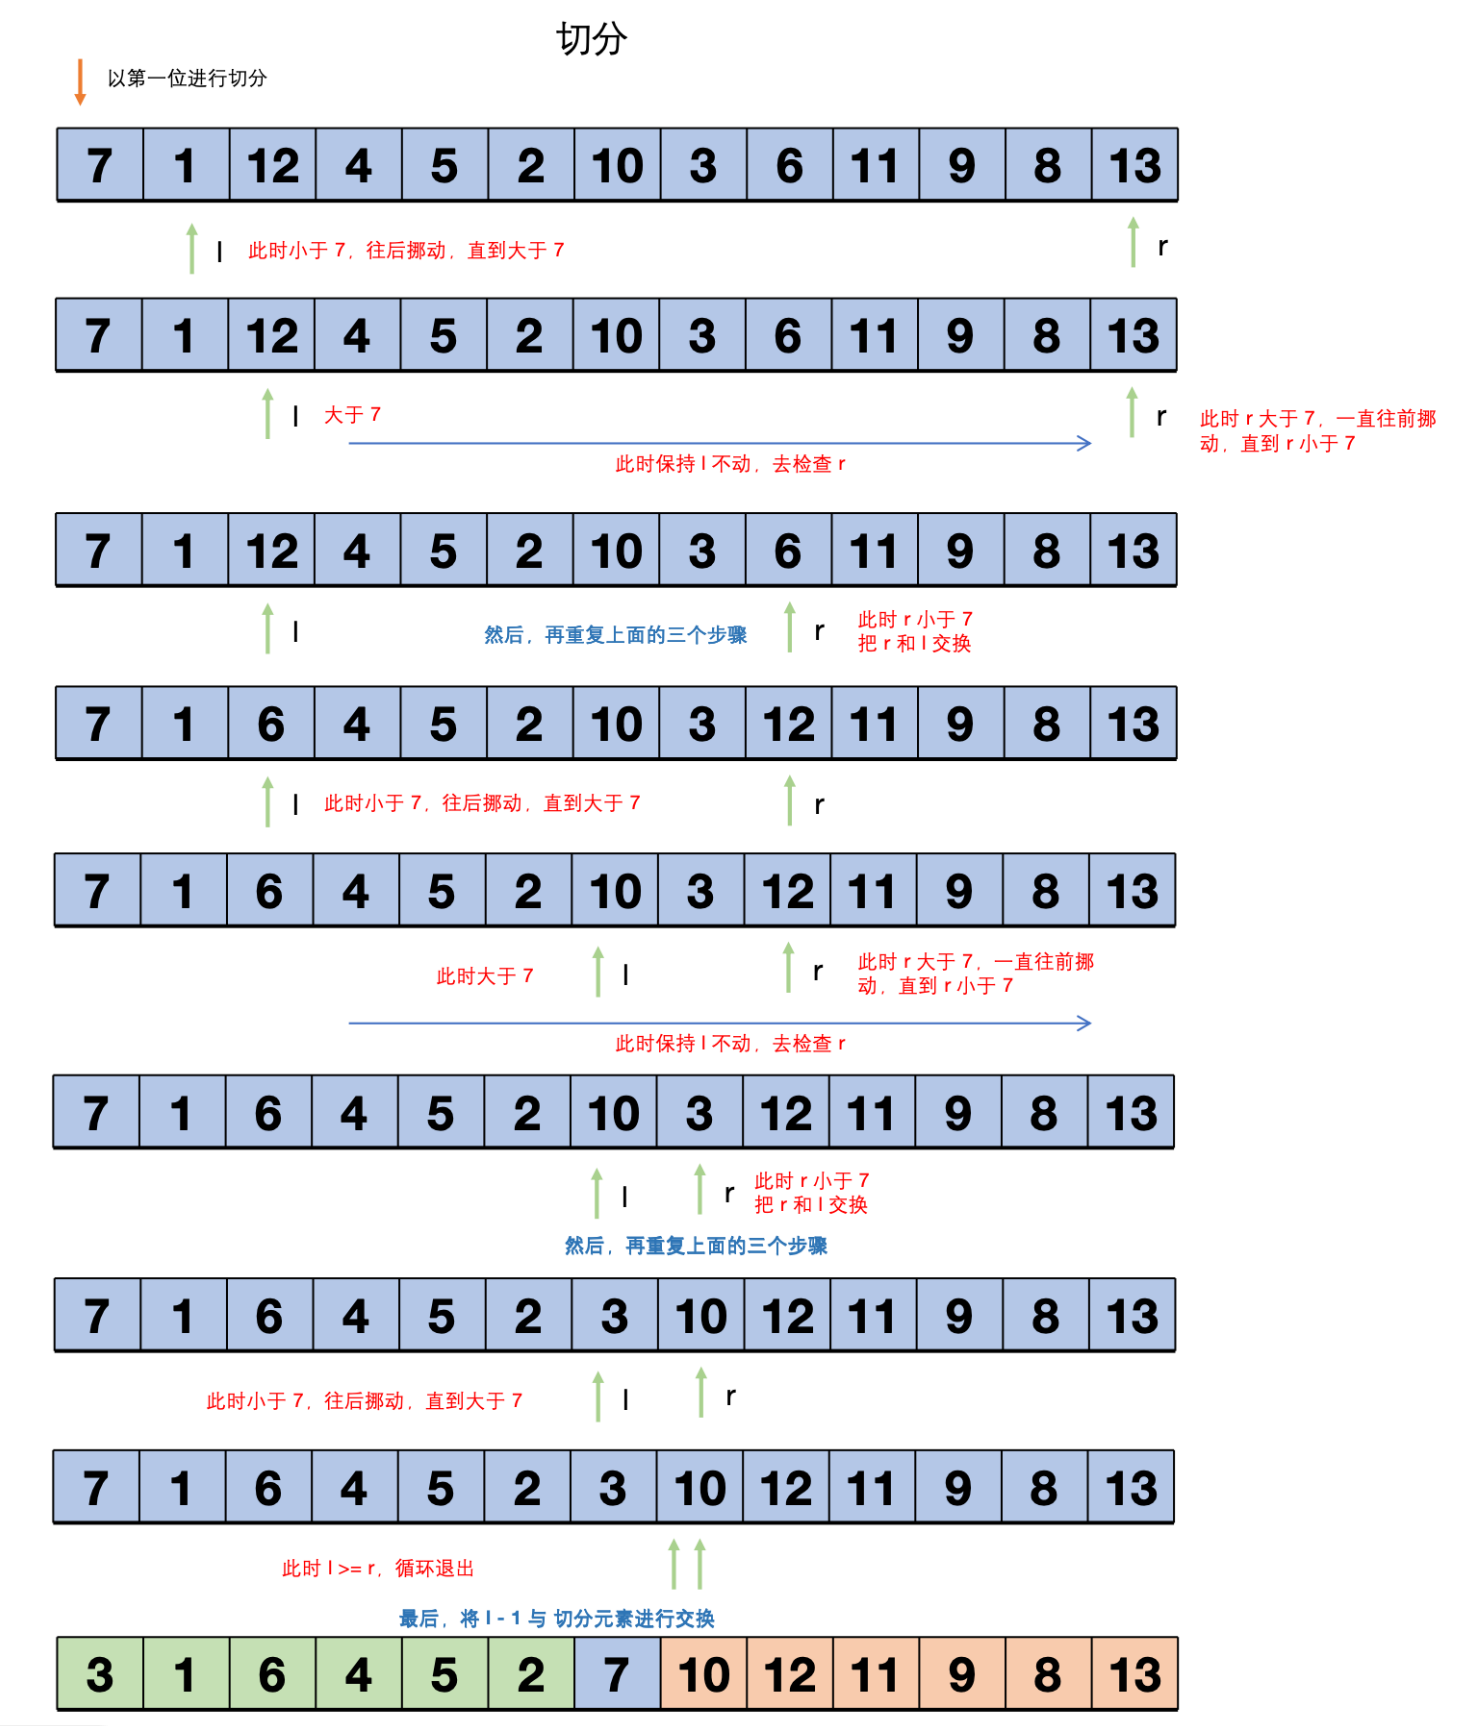 切分
以第一位进行切分
7 1 12 4 5 2 10 3 6 11 9 8 13
l 此时小于 7，往后挪动，直到大于 7 r
7 1 12 4 5 2 10 3 6 11 9 8 13
l 大于 7 r 此时 r 大于 7，一直往前挪
动，直到 r 小于 7
此时保持 l 不动，去检查 r
7 1 12 4 5 2 10 3 6 11 9 8 13
l 然后，再重复上面的三个步骤 r 此时 r 小于 7
把 r 和 l 交换
7 1 6 4 5 2 10 3 12 11 9 8 13
l 此时小于 7，往后挪动，直到大于 7 r
7 1 6 4 5 2 10 3 12 11 9 8 13
此时大于 7 l r 此时 r 大于 7，一直往前挪
动，直到 r 小于 7
此时保持 l 不动，去检查 r
7 1 6 4 5 2 10 3 12 11 9 8 13
l r 此时 r 小于 7
把 r 和 l 交换
然后，再重复上面的三个步骤
7 1 6 4 5 2 3 10 12 11 9 8 13
此时小于 7，往后挪动，直到大于 7 l r
7 1 6 4 5 2 3 10 12 11 9 8 13
此时 l >= r，循环退出
最后，将 l - 1 与 切分元素进行交换
3 1 6 4 5 2 7 10 12 11 9 8 13